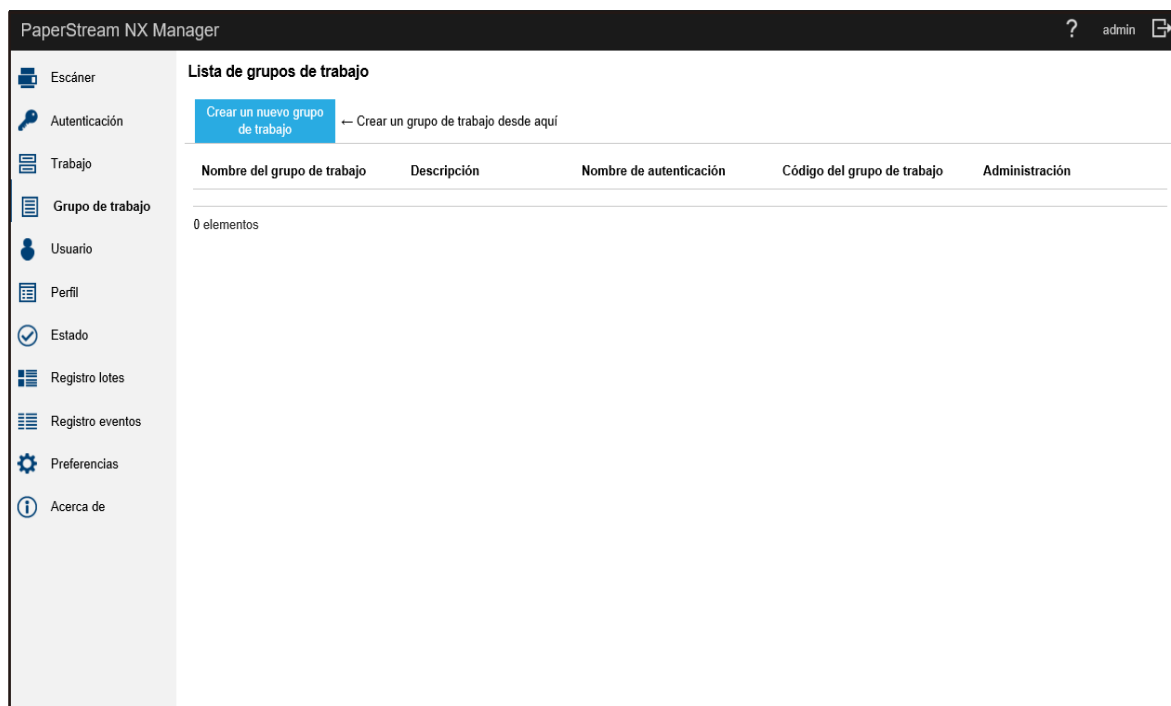 PaperStream NX Manager
? admin
Escáner
Autenticación
Trabajo
Grupo de trabajo
Usuario
Perfil
Estado
Registro lotes
Registro eventos
Preferencias
Acerca de
Lista de grupos de trabajo
Crear un nuevo grupo
de trabajo
← Crear un grupo de trabajo desde aquí
Nombre del grupo de trabajo Descripción Nombre de autenticación Código del grupo de trabajo Administración
0 elementos